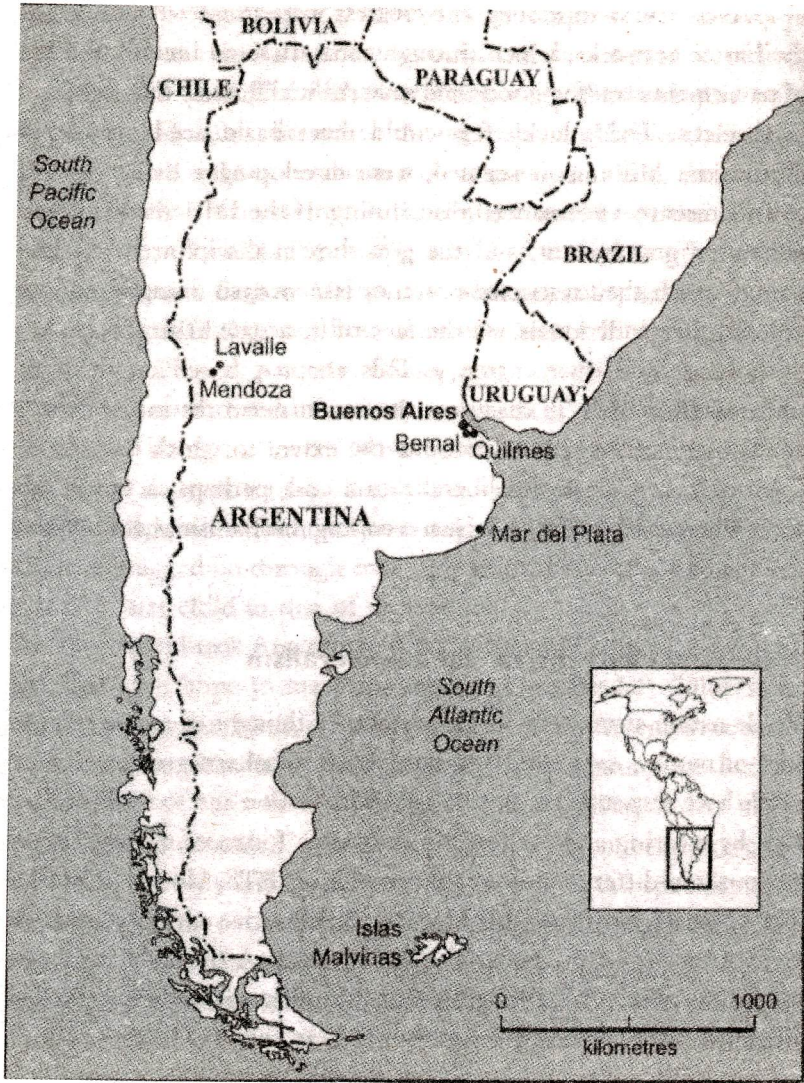 BOLIVIA
CHILE
PARAGUAY
South
Pacific
Ocean
BRAZIL
Lavalle
Mendoza
URUGUAY
Buenos Aires
Bernal
Quilmes
ARGENTINA
Mar del Plata
South
Atlantic
Ocean
Islas
Malvinas
0
1000
kilometres